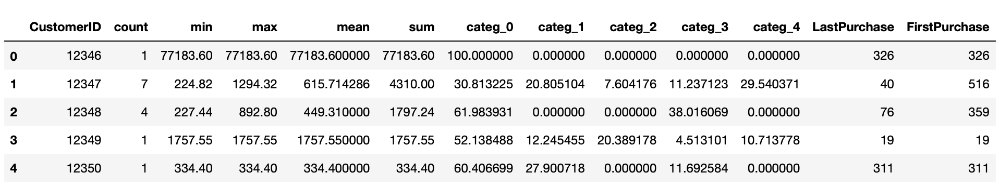 CustomerID count min max mean sum categ_0 categ_1 categ_2 categ_3 categ_4 LastPurchase FirstPurchase
0 12346 1 77183.60 77183.60 77183.600000 77183.60 100.000000 0.000000 0.000000 0.000000 0.000000 326 326
1 12347 7 224.82 1294.32 615.714286 4310.00 30.813225 20.805104 7.604176 11.237123 29.540371 40 516
2 12348 4 227.44 892.80 449.310000 1797.24 61.983931 0.000000 0.000000 38.016069 0.000000 76 359
3 12349 1 1757.55 1757.55 1757.550000 1757.55 52.138488 12.245455 20.389178 4.513101 10.713778 19 19
4 12350 1 334.40 334.40 334.400000 334.40 60.406699 27.900718 0.000000 11.692584 0.000000 311 311